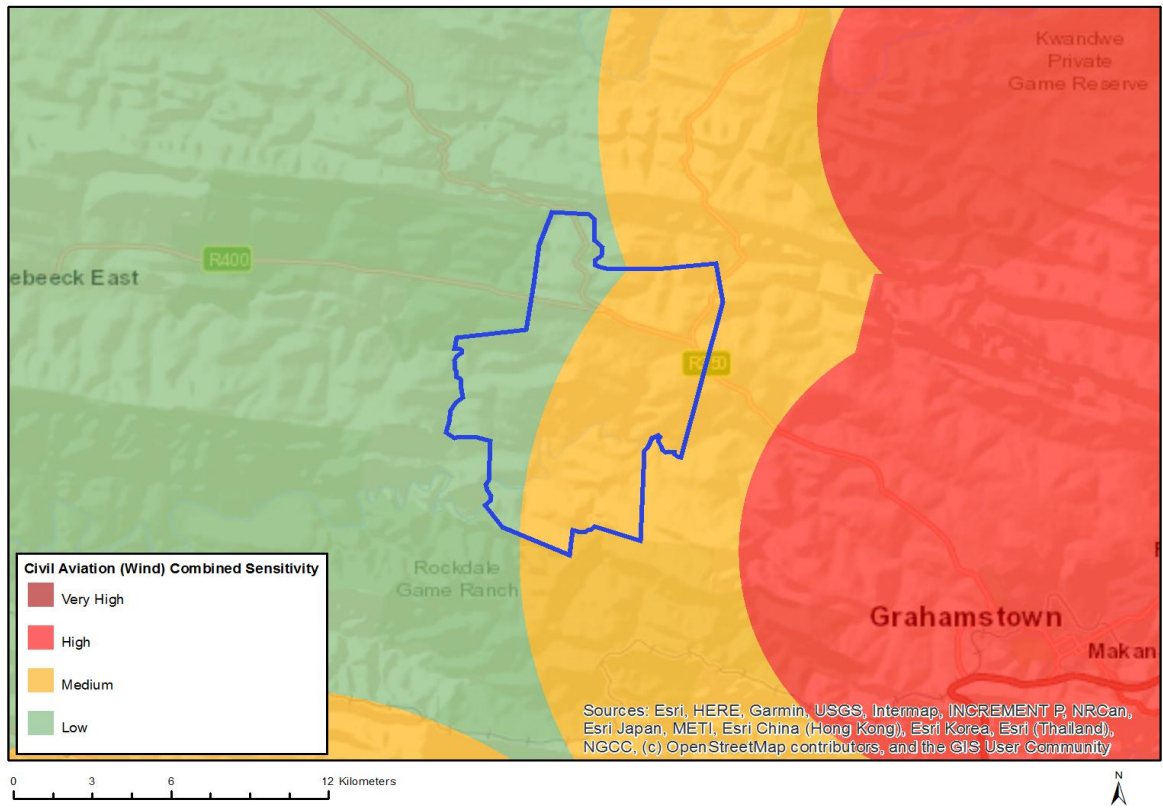 Kwandwe
Private
Game Reserve
R400
ebeeck East
Rockdale
Game Ranch
Grahamstown
Makan
Civil Aviation (Wind) Combined Sensitivity
Very High
High
Medium
Low
Sources: Esri, HERE, Garmin, USGS, Intermap, INCREMENT P, NRCan,
Esri Japan, METI, Esri China (Hong Kong), Esri Korea, Esri (Thailand),
NGCC, (c) OpenStreetMap contributors, and the GIS User Community
0 3 6 12 Kilometers
N